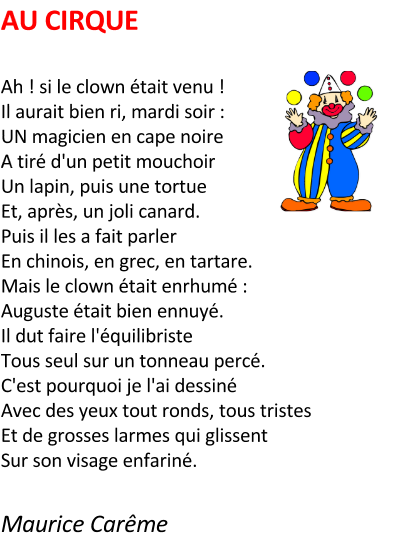 AU CIRQUE
Ah ! si le clown était venu !
Il aurait bien ri, mardi soir :
UN magicien en cape noire
A tiré d'un petit mouchoir
Un lapin, puis une tortue
Et, après, un joli canard.
Puis il les a fait parler
En chinois, en grec, en tartare.
Mais le clown était enrhumé :
Auguste était bien ennuyé.
Il dut faire l'équilibriste
Tous seul sur un tonneau percé.
C'est pourquoi je l'ai dessiné
Avec des yeux tout ronds, tous tristes
Et de grosses larmes qui glissent
Sur son visage enfariné.
Maurice Carême